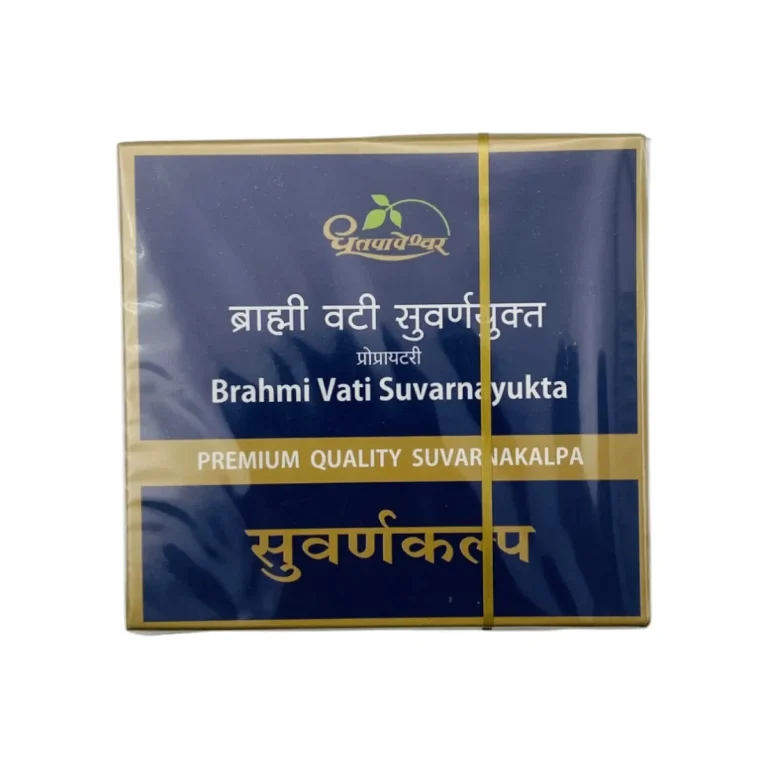 धूतपापेश्वर
ब्राह्मी वटी सुवर्णयुक्त
प्रोप्रायटरी
Brahmi Vati Suvarnayukta
PREMIUM QUALITY SUVARNAKALPA
सुवर्णकल्प